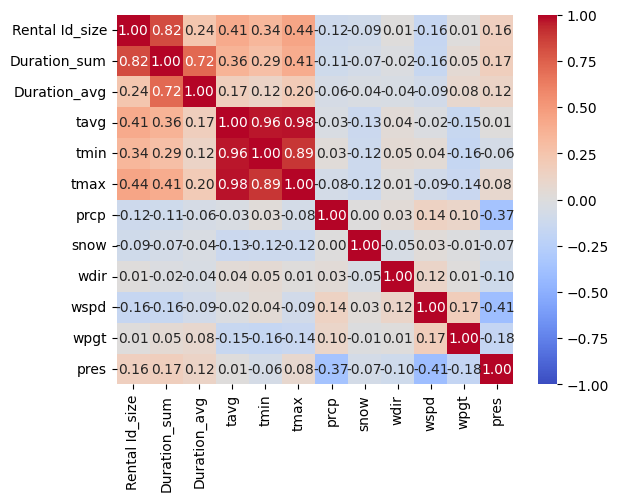 Rental Id_size 1.00 0.82 0.24 0.41 0.34 0.44 -0.12 -0.09 0.01 -0.16 0.01 0.16
Duration_sum 0.82 1.00 0.72 0.36 0.29 0.41 -0.11 -0.07 -0.02 -0.16 0.05 0.17
Duration_avg 0.24 0.72 1.00 0.17 0.12 0.20 -0.06 -0.04 -0.04 -0.09 0.08 0.12
tavg 0.41 0.36 0.17 1.00 0.96 0.98 -0.03 -0.13 0.04 -0.02 -0.15 0.01
tmin 0.34 0.29 0.12 0.96 1.00 0.89 0.03 -0.12 0.05 0.04 -0.16 -0.06
tmax 0.44 0.41 0.20 0.98 0.89 1.00 -0.08 -0.12 0.01 -0.09 -0.14 0.08
prcp -0.12 -0.11 -0.06 -0.03 0.03 -0.08 1.00 0.00 0.03 0.14 0.10 -0.37
snow -0.09 -0.07 -0.04 -0.13 -0.12 -0.12 0.00 1.00 -0.05 0.03 -0.01 -0.07
wdir 0.01 -0.02 -0.04 0.04 0.05 0.01 0.03 -0.05 1.00 0.12 0.01 -0.10
wspd -0.16 -0.16 -0.09 -0.02 0.04 -0.09 0.14 0.03 0.12 1.00 0.17 -0.41
wpgt 0.01 0.05 0.08 -0.15 -0.16 -0.14 0.10 -0.01 0.01 0.17 1.00 -0.18
pres 0.16 0.17 0.12 0.01 -0.06 0.08 -0.37 -0.07 -0.10 -0.41 -0.18 1.00
Rental Id_size
Duration_sum
Duration_avg
tavg
tmin
tmax
prcp
snow
wdir
wspd
wpgt
pres
1.00
0.75
0.50
0.25
0.00
−0.25
−0.50
−0.75
−1.00